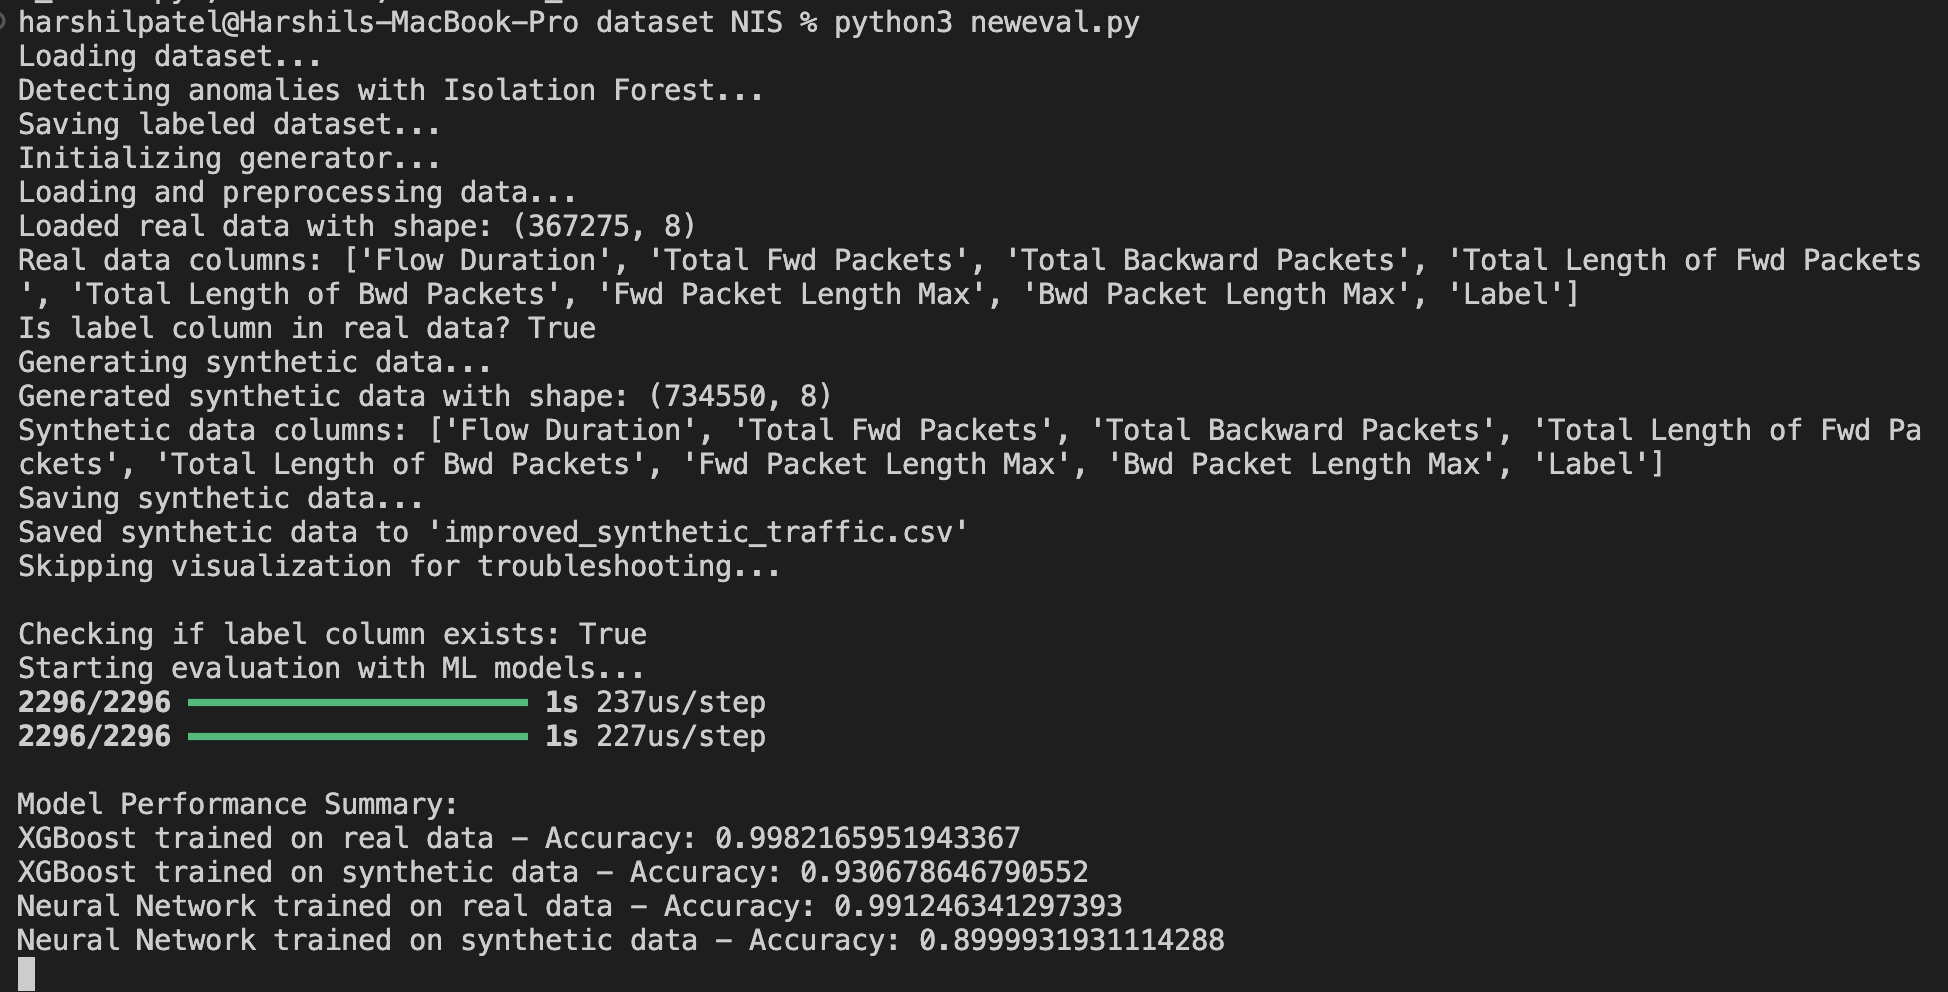 harshilpatel@Harshils-MacBook-Pro dataset NIS % python3 neweval.py
Loading dataset...
Detecting anomalies with Isolation Forest...
Saving labeled dataset...
Initializing generator...
Loading and preprocessing data...
Loaded real data with shape: (367275, 8)
Real data columns: ['Flow Duration', 'Total Fwd Packets', 'Total Backward Packets', 'Total Length of Fwd Packets
', 'Total Length of Bwd Packets', 'Fwd Packet Length Max', 'Bwd Packet Length Max', 'Label']
Is label column in real data? True
Generating synthetic data...
Generated synthetic data with shape: (734550, 8)
Synthetic data columns: ['Flow Duration', 'Total Fwd Packets', 'Total Backward Packets', 'Total Length of Fwd Pa
ckets', 'Total Length of Bwd Packets', 'Fwd Packet Length Max', 'Bwd Packet Length Max', 'Label']
Saving synthetic data...
Saved synthetic data to 'improved_synthetic_traffic.csv'
Skipping visualization for troubleshooting...
Checking if label column exists: True
Starting evaluation with ML models...
2296/2296 1s 237us/step
2296/2296 1s 227us/step
Model Performance Summary:
XGBoost trained on real data – Accuracy: 0.9982165951943367
XGBoost trained on synthetic data – Accuracy: 0.930678646790552
Neural Network trained on real data – Accuracy: 0.991246341297393
Neural Network trained on synthetic data – Accuracy: 0.8999931931114288